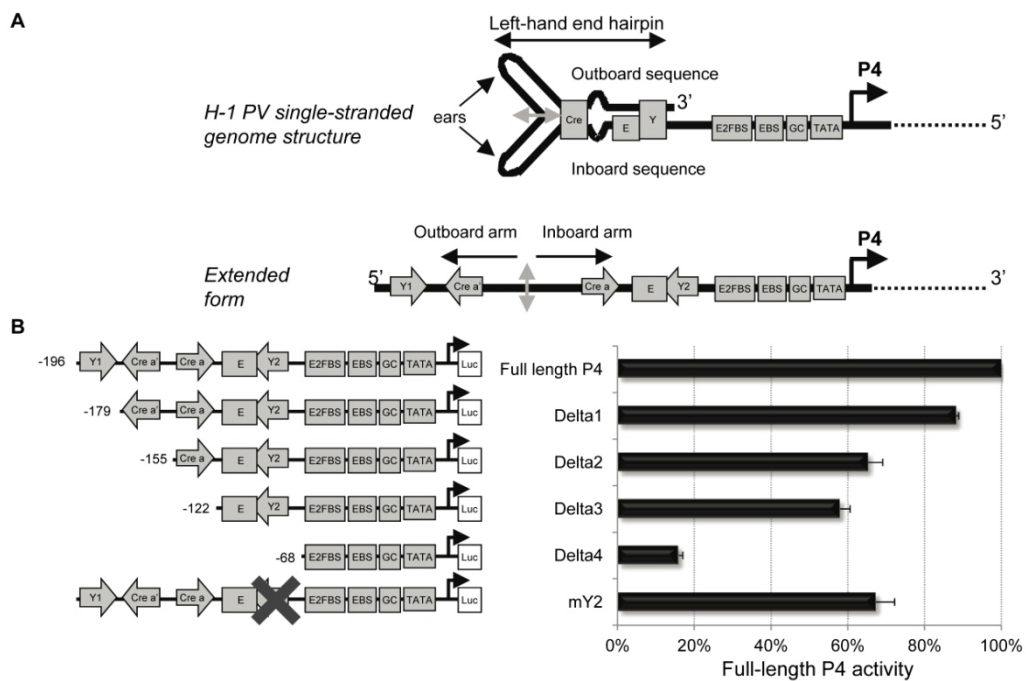 A
Left-hand end hairpin
Outboard sequence
P4
H-1 PV single-stranded
genome structure
ears
3’
Cre
E
Y
E2FBS EBS GC TATA
5’
Inboard sequence
Outboard arm Inboard arm
P4
Extended
form
5’
Y1 Cre a’ Cre a E Y2 E2FBS EBS GC TATA
3’
B
-196 Y1 Cre a’ Cre a E Y2 E2FBS EBS GC TATA Luc
-179 Cre a’ Cre a E Y2 E2FBS EBS GC TATA Luc
-155 Cre a E Y2 E2FBS EBS GC TATA Luc
-122 E Y2 E2FBS EBS GC TATA Luc
-68 E2FBS EBS GC TATA Luc
Y1 Cre a’ Cre a E E2FBS EBS GC TATA Luc
Full length P4
Delta1
Delta2
Delta3
Delta4
mY2
0% 20% 40% 60% 80% 100%
Full-length P4 activity